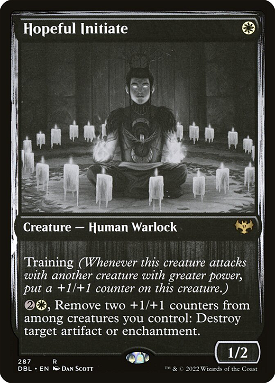 Hopeful Initiate
Creature — Human Warlock
Training (Whenever this creature attacks
with another creature with greater power,
put a +1/+1 counter on this creature.)
2, Remove two +1/+1 counters from
among creatures you control: Destroy
target artifact or enchantment.
287 R
DBL • EN Dan Scott
1/2
™ & © 2022 Wizards of the Coast